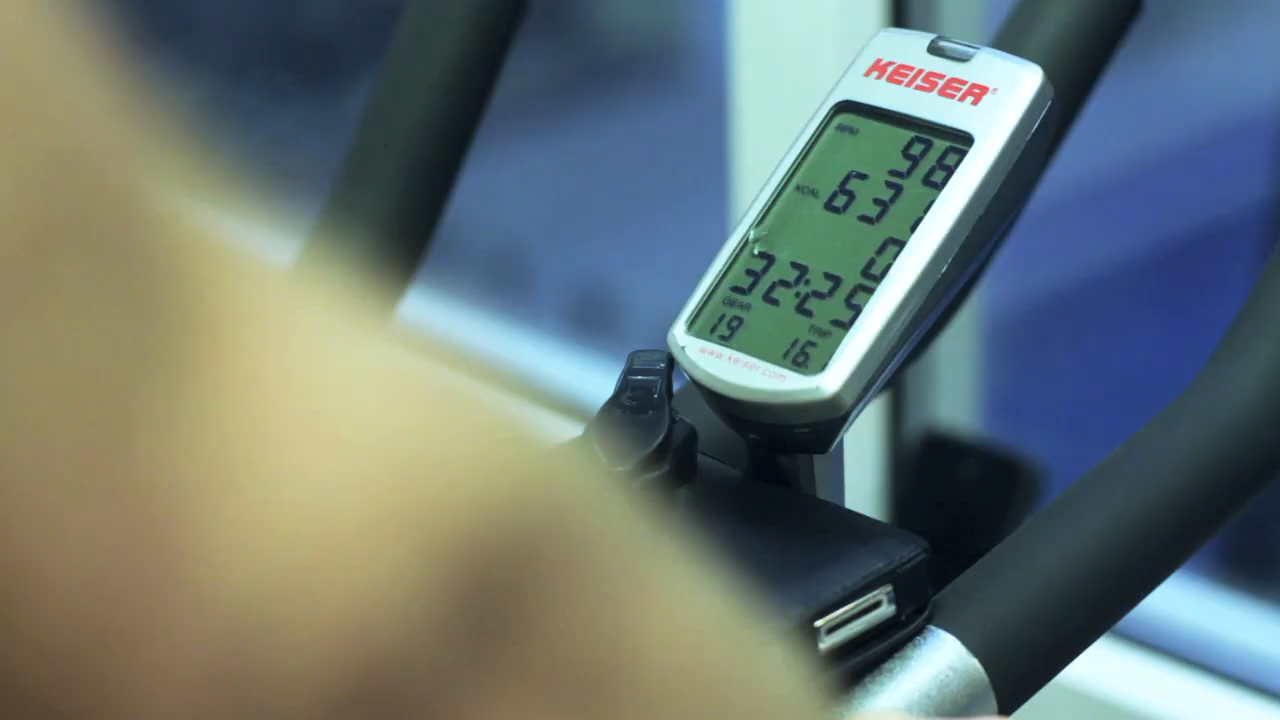 KEISER®
RPM 98
KCAL 63
0
32:25
GEAR TRIP
19 16.
www.keiser.com